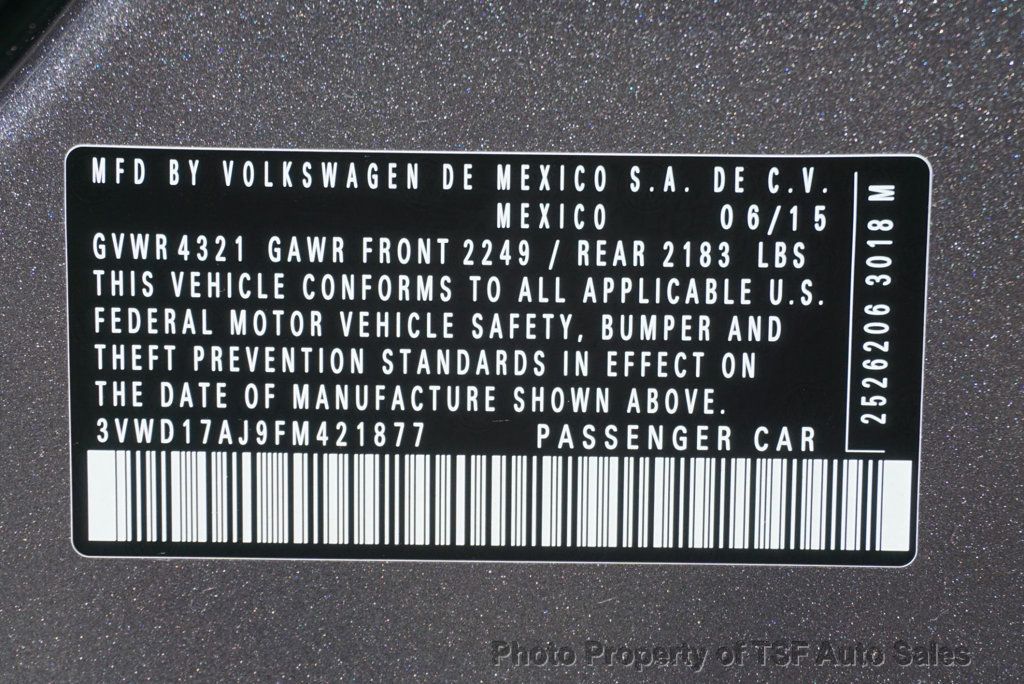 MFD BY VOLKSWAGEN DE MEXICO S.A. DE C.V.
MEXICO 06/15
GVWR 4321 GAWR FRONT 2249 / REAR 2183 LBS
THIS VEHICLE CONFORMS TO ALL APPLICABLE U.S.
FEDERAL MOTOR VEHICLE SAFETY, BUMPER AND
THEFT PREVENTION STANDARDS IN EFFECT ON
THE DATE OF MANUFACTURE SHOWN ABOVE.
3VWD17AJ9FM421877 PASSENGER CAR
2526206 3018 M
Photo Property of TSF Auto Sales